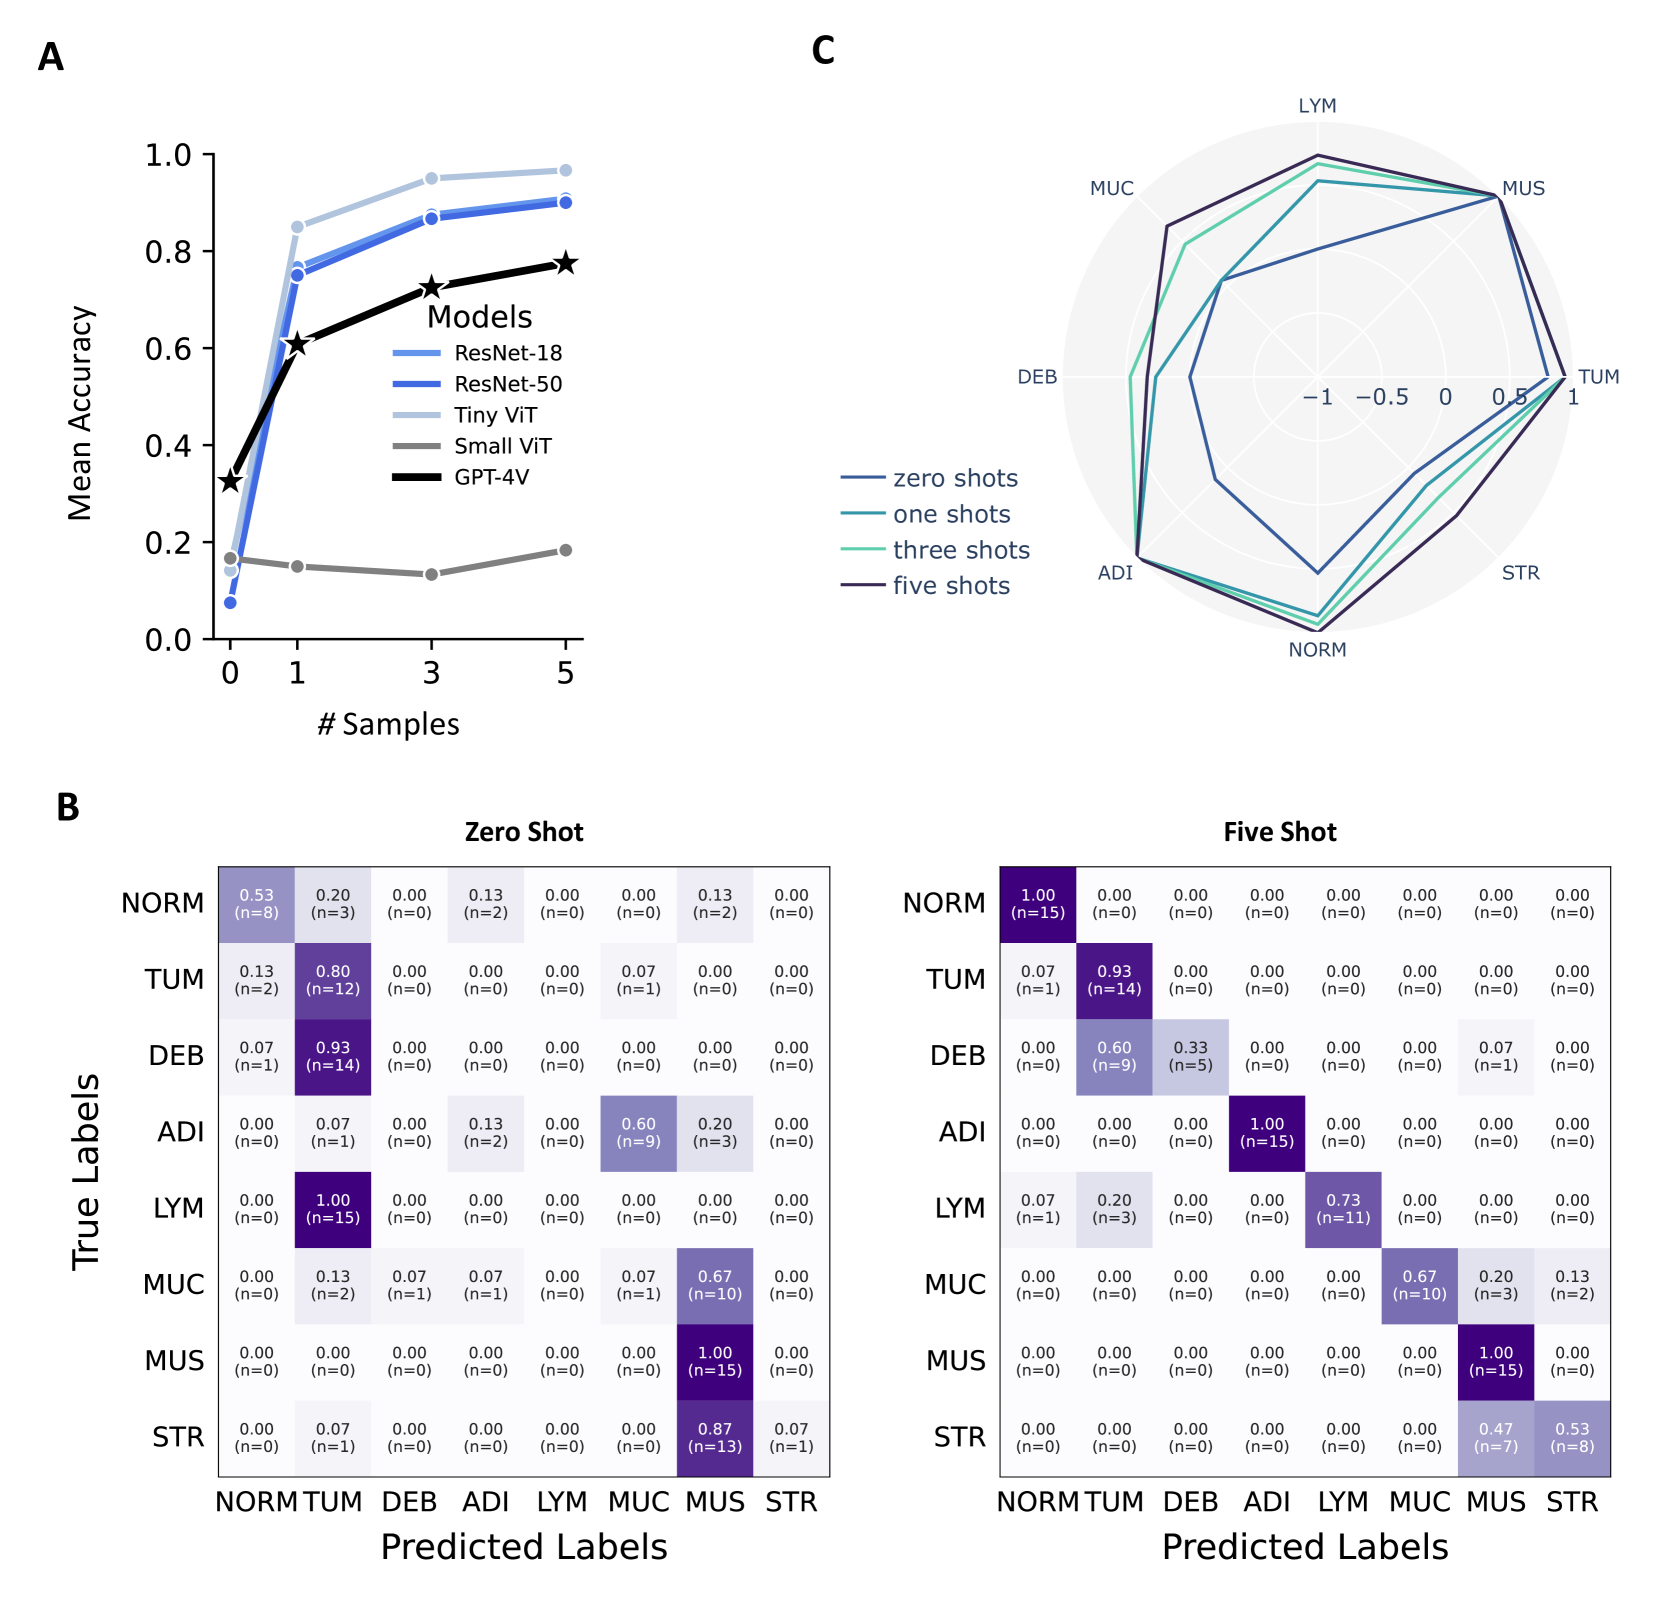 A
1.0
0.8
0.6
0.4
0.2
0.0
Mean Accuracy
0 1 3 5
# Samples
Models
ResNet-18
ResNet-50
Tiny ViT
Small ViT
GPT-4V
C
LYM
MUC
MUS
DEB
TUM
−1 −0.5 0 0.5 1
ADI
STR
NORM
zero shots
one shots
three shots
five shots
B
Zero Shot
True Labels
NORM 0.53 0.20 0.00 0.13 0.00 0.00 0.13 0.00
(n=8) (n=3) (n=0) (n=2) (n=0) (n=0) (n=2) (n=0)
TUM 0.13 0.80 0.00 0.00 0.00 0.07 0.00 0.00
(n=2) (n=12) (n=0) (n=0) (n=0) (n=1) (n=0) (n=0)
DEB 0.07 0.93 0.00 0.00 0.00 0.00 0.00 0.00
(n=1) (n=14) (n=0) (n=0) (n=0) (n=0) (n=0) (n=0)
ADI 0.00 0.07 0.00 0.13 0.00 0.60 0.20 0.00
(n=0) (n=1) (n=0) (n=2) (n=0) (n=9) (n=3) (n=0)
LYM 0.00 1.00 0.00 0.00 0.00 0.00 0.00 0.00
(n=0) (n=15) (n=0) (n=0) (n=0) (n=0) (n=0) (n=0)
MUC 0.00 0.13 0.07 0.07 0.00 0.07 0.67 0.00
(n=0) (n=2) (n=1) (n=1) (n=0) (n=1) (n=10) (n=0)
MUS 0.00 0.00 0.00 0.00 0.00 0.00 1.00 0.00
(n=0) (n=0) (n=0) (n=0) (n=0) (n=0) (n=15) (n=0)
STR 0.00 0.07 0.00 0.00 0.00 0.00 0.87 0.07
(n=0) (n=1) (n=0) (n=0) (n=0) (n=0) (n=13) (n=1)
NORM TUM DEB ADI LYM MUC MUS STR
Predicted Labels
Five Shot
NORM 1.00 0.00 0.00 0.00 0.00 0.00 0.00 0.00
(n=15) (n=0) (n=0) (n=0) (n=0) (n=0) (n=0) (n=0)
TUM 0.07 0.93 0.00 0.00 0.00 0.00 0.00 0.00
(n=1) (n=14) (n=0) (n=0) (n=0) (n=0) (n=0) (n=0)
DEB 0.00 0.60 0.33 0.00 0.00 0.00 0.07 0.00
(n=0) (n=9) (n=5) (n=0) (n=0) (n=0) (n=1) (n=0)
ADI 0.00 0.00 0.00 1.00 0.00 0.00 0.00 0.00
(n=0) (n=0) (n=0) (n=15) (n=0) (n=0) (n=0) (n=0)
LYM 0.07 0.20 0.00 0.00 0.73 0.00 0.00 0.00
(n=1) (n=3) (n=0) (n=0) (n=11) (n=0) (n=0) (n=0)
MUC 0.00 0.00 0.00 0.00 0.00 0.67 0.20 0.13
(n=0) (n=0) (n=0) (n=0) (n=0) (n=10) (n=3) (n=2)
MUS 0.00 0.00 0.00 0.00 0.00 0.00 1.00 0.00
(n=0) (n=0) (n=0) (n=0) (n=0) (n=0) (n=15) (n=0)
STR 0.00 0.00 0.00 0.00 0.00 0.00 0.47 0.53
(n=0) (n=0) (n=0) (n=0) (n=0) (n=0) (n=7) (n=8)
NORM TUM DEB ADI LYM MUC MUS STR
Predicted Labels